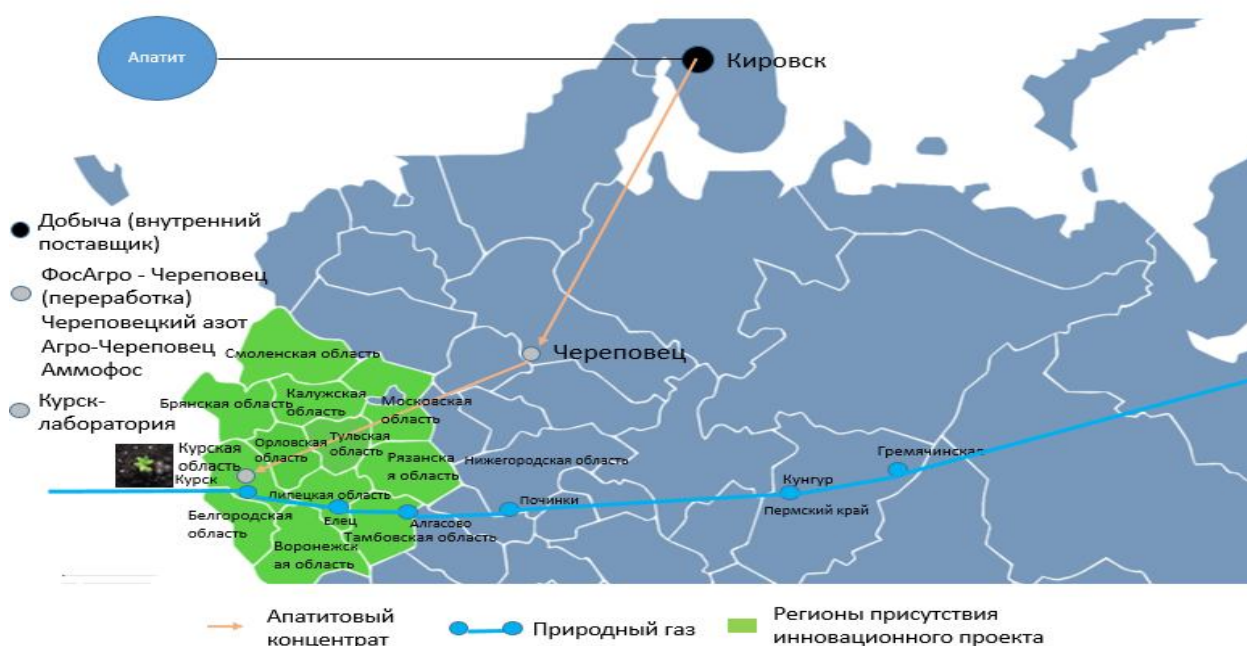 Апатит
Кировск
Добыча (внутренний
поставщик)
ФосАгро - Череповец
(переработка)
Череповецкий азот
Агро-Череповец
Аммофос
Курск-
лаборатория
Череповец
Смоленская область
Брянская область
Калужская
область
Московская
область
Орловская
область
Тульская
область
Рязанска
я область
Курская
область
Курск
Липецкая область
Елец
Белгородская
область
Воронежск
ая область
Алгасово
Тамбовская область
Нижегородская область
Починки
Гремячинская
Кунгур
Пермский край
Апатитовый
концентрат
Природный газ
Регионы присутствия
инновационного проекта